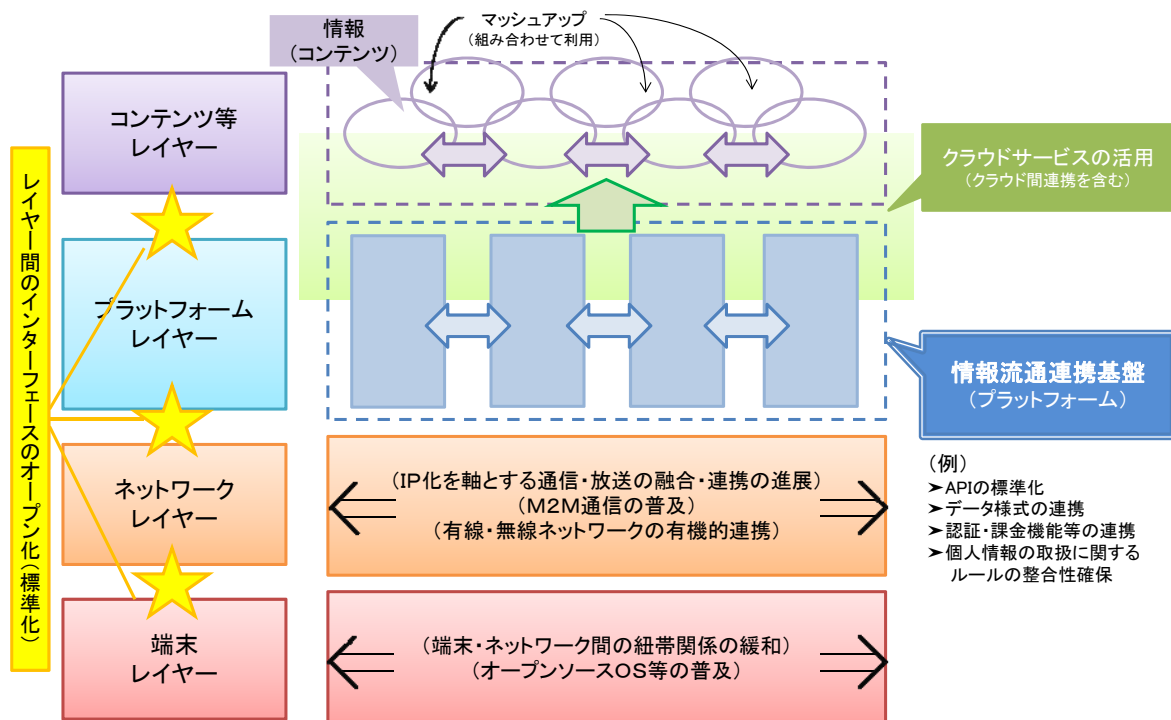 マッシュアップ
(組み合わせて利用)
情報
(コンテンツ)
コンテンツ等
レイヤー
クラウドサービスの活用
(クラウド間連携を含む)
レイヤー間のインターフェースのオープン化(標準化)
プラットフォーム
レイヤー
情報流通連携基盤
(プラットフォーム)
ネットワーク
レイヤー
(IP化を軸とする通信・放送の融合・連携の進展)
(M2M通信の普及)
(有線・無線ネットワークの有機的連携)
(例)
➤APIの標準化
➤データ様式の連携
➤認証・課金機能等の連携
➤個人情報の取扱に関する
ルールの整合性確保
端末
レイヤー
(端末・ネットワーク間の紐帯関係の緩和)
(オープンソースOS等の普及)